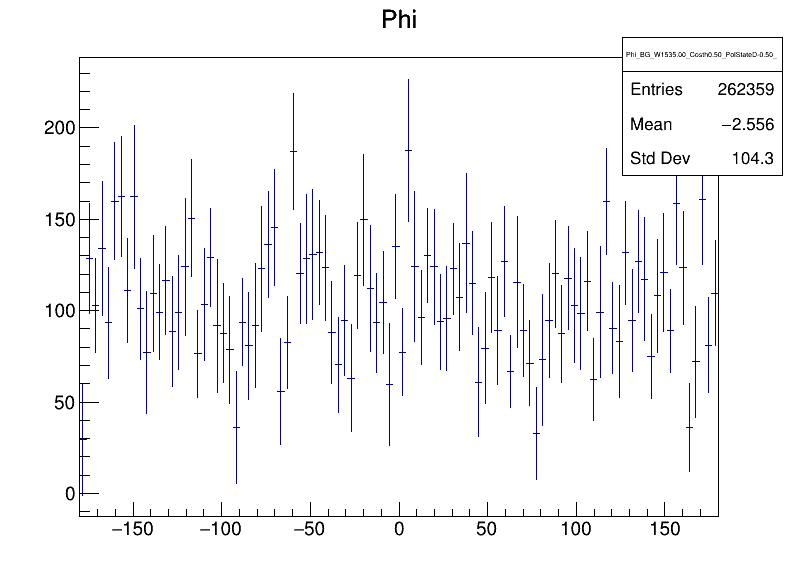 Phi
Phi_BG_W1535.00_Costh0.50_PolStateD-0.50_
Entries 262359
Mean −2.556
Std Dev 104.3
200
150
100
50
0
−150 −100 −50 0 50 100 150